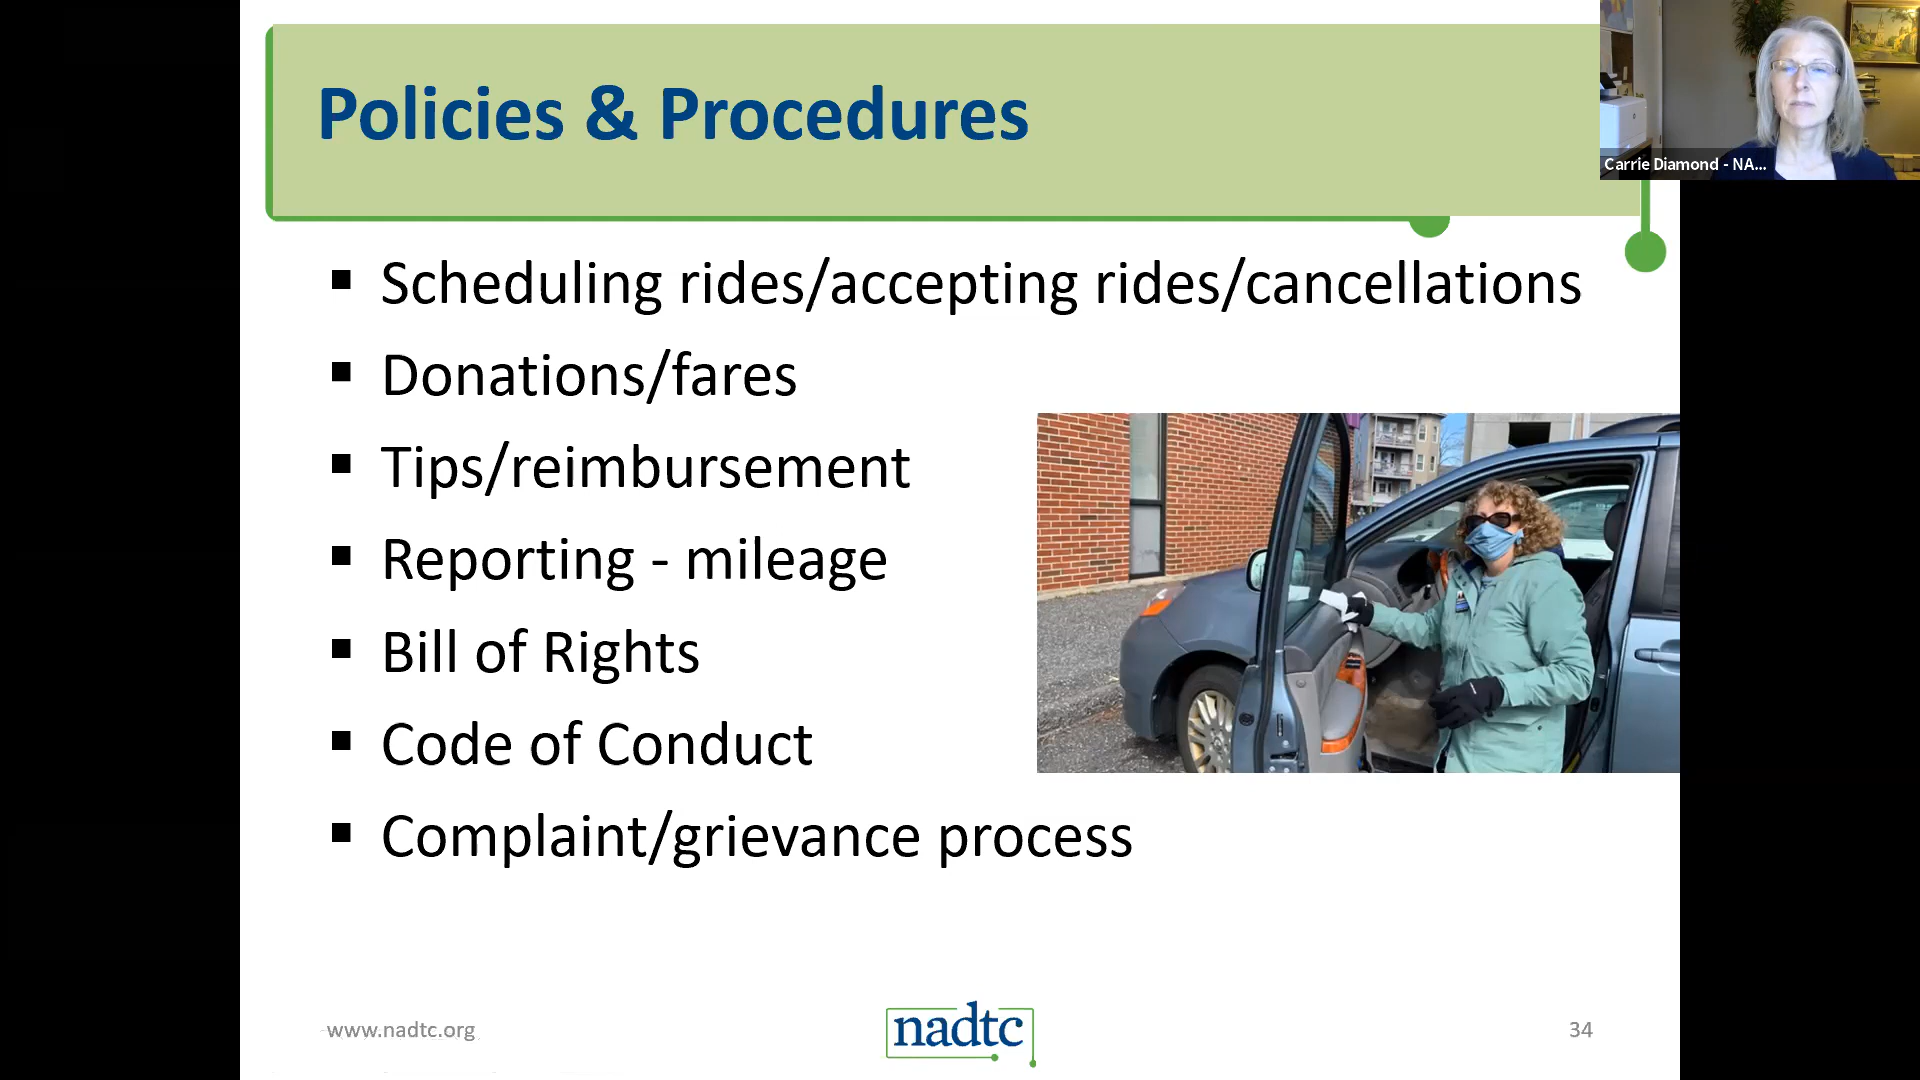 Policies & Procedures
Carrie Diamond - NA...
Scheduling rides/accepting rides/cancellations
Donations/fares
Tips/reimbursement
Reporting - mileage
Bill of Rights
Code of Conduct
Complaint/grievance process
www.nadtc.org
nadtc
34